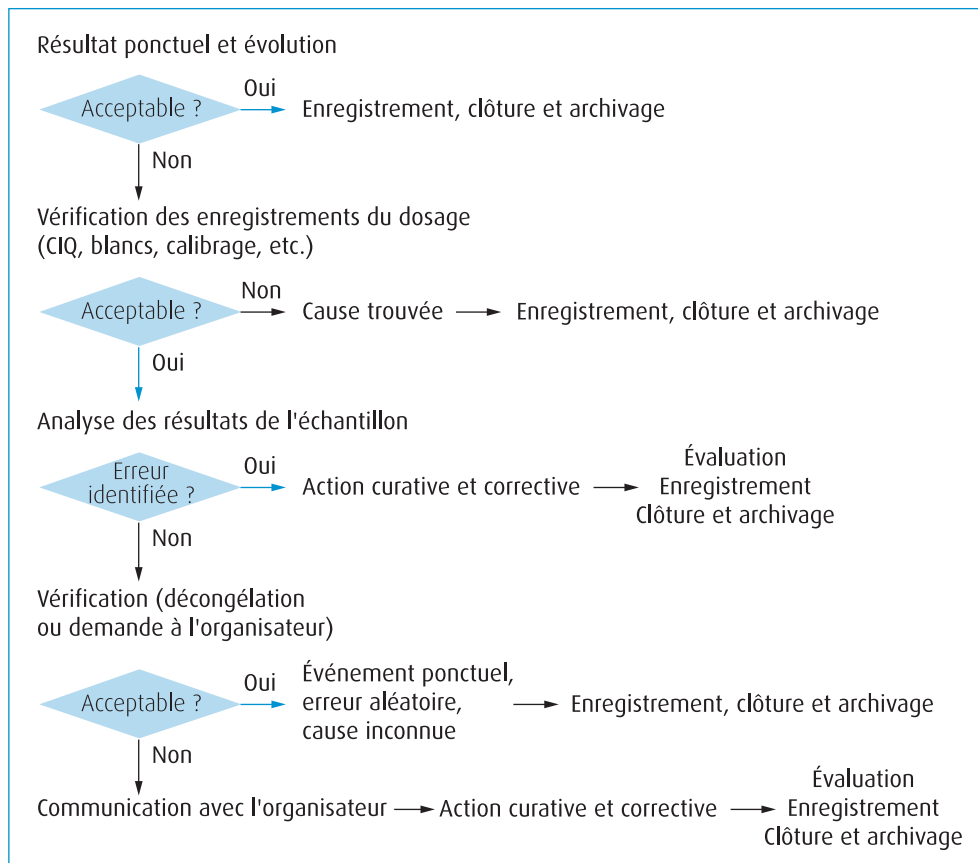 Résultat ponctuel et évolution
Acceptable ?
Oui
Enregistrement, clôture et archivage
Non
Vérification des enregistrements du dosage
(CIQ, blancs, calibrage, etc.)
Acceptable ?
Non
Cause trouvée
Enregistrement, clôture et archivage
Oui
Analyse des résultats de l'échantillon
Erreur
identifiée ?
Oui
Action curative et corrective
Évaluation
Enregistrement
Clôture et archivage
Non
Vérification (décongélation
ou demande à l'organisateur)
Acceptable ?
Oui
Événement ponctuel,
erreur aléatoire,
cause inconnue
Enregistrement, clôture et archivage
Non
Communication avec l'organisateur
Action curative et corrective
Évaluation
Enregistrement
Clôture et archivage